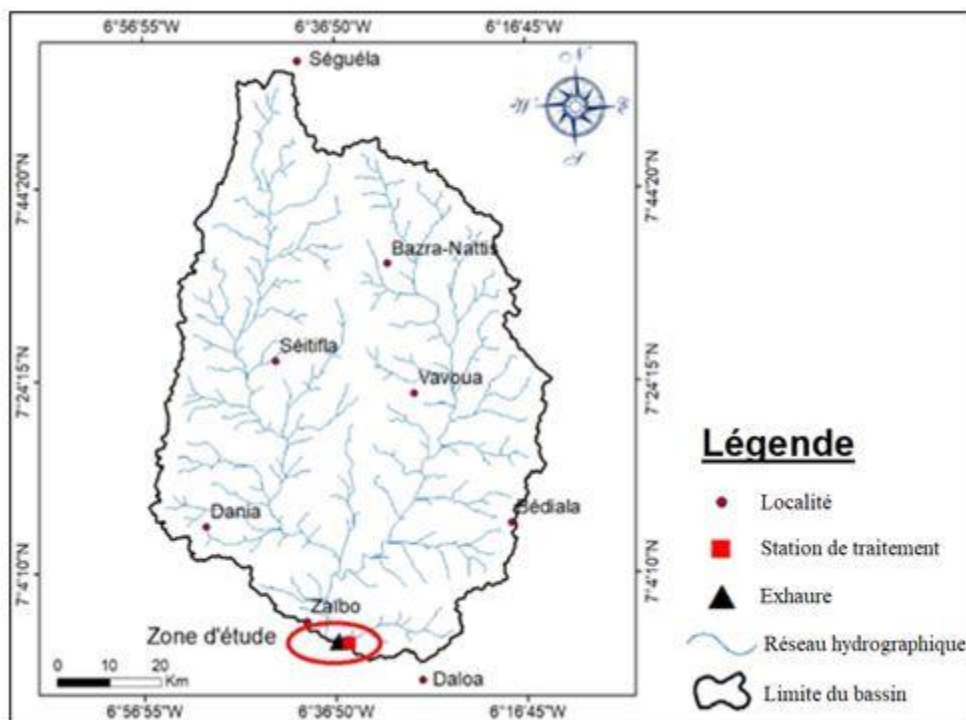 6°56'55"W 6°36'50"W 6°16'45"W
Séguéla
N
W
E
S
7°44'20"N
7°44'20"N
Bazra-Nattis
Séitifla
Vavoua
7°24'15"N
7°24'15"N
Légende
Localité
Dania
Bédiala
Station de traitement
7°4'10"N
7°4'10"N
Exhaure
Zaïbo
Zone d'étude
Réseau hydrographique
0 10 20
Km
Daloa
Limite du bassin
6°56'55"W 6°36'50"W 6°16'45"W